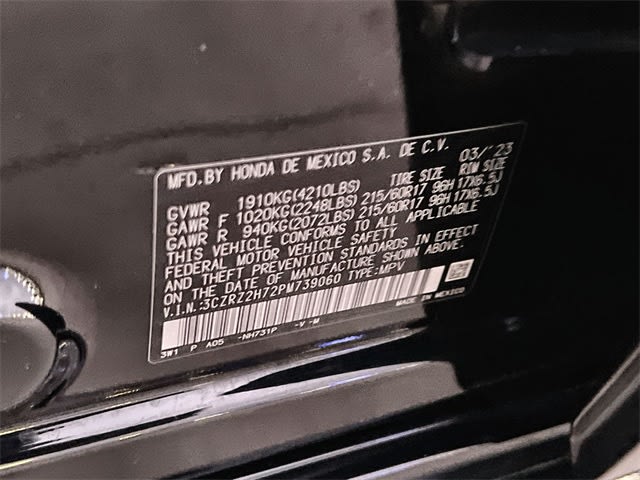 MFD.BY HONDA DE MEXICO S.A. DE C.V. 03/'23
TIRE SIZE RIM SIZE
GVWR 1910KG(4210LBS)
GAWR F 1020KG(2248LBS) 215/60R17 96H 17X6.5J
GAWR R 940KG(2072LBS) 215/60R17 96H 17X6.5J
THIS VEHICLE CONFORMS TO ALL APPLICABLE
FEDERAL MOTOR VEHICLE SAFETY
AND THEFT PREVENTION STANDARDS IN EFFECT
ON THE DATE OF MANUFACTURE SHOWN ABOVE.
V.I.N.:3CZRZ2H72PM739060 TYPE:MPV
3W1 P A05 -NH731P -V -M MADE IN MEXICO